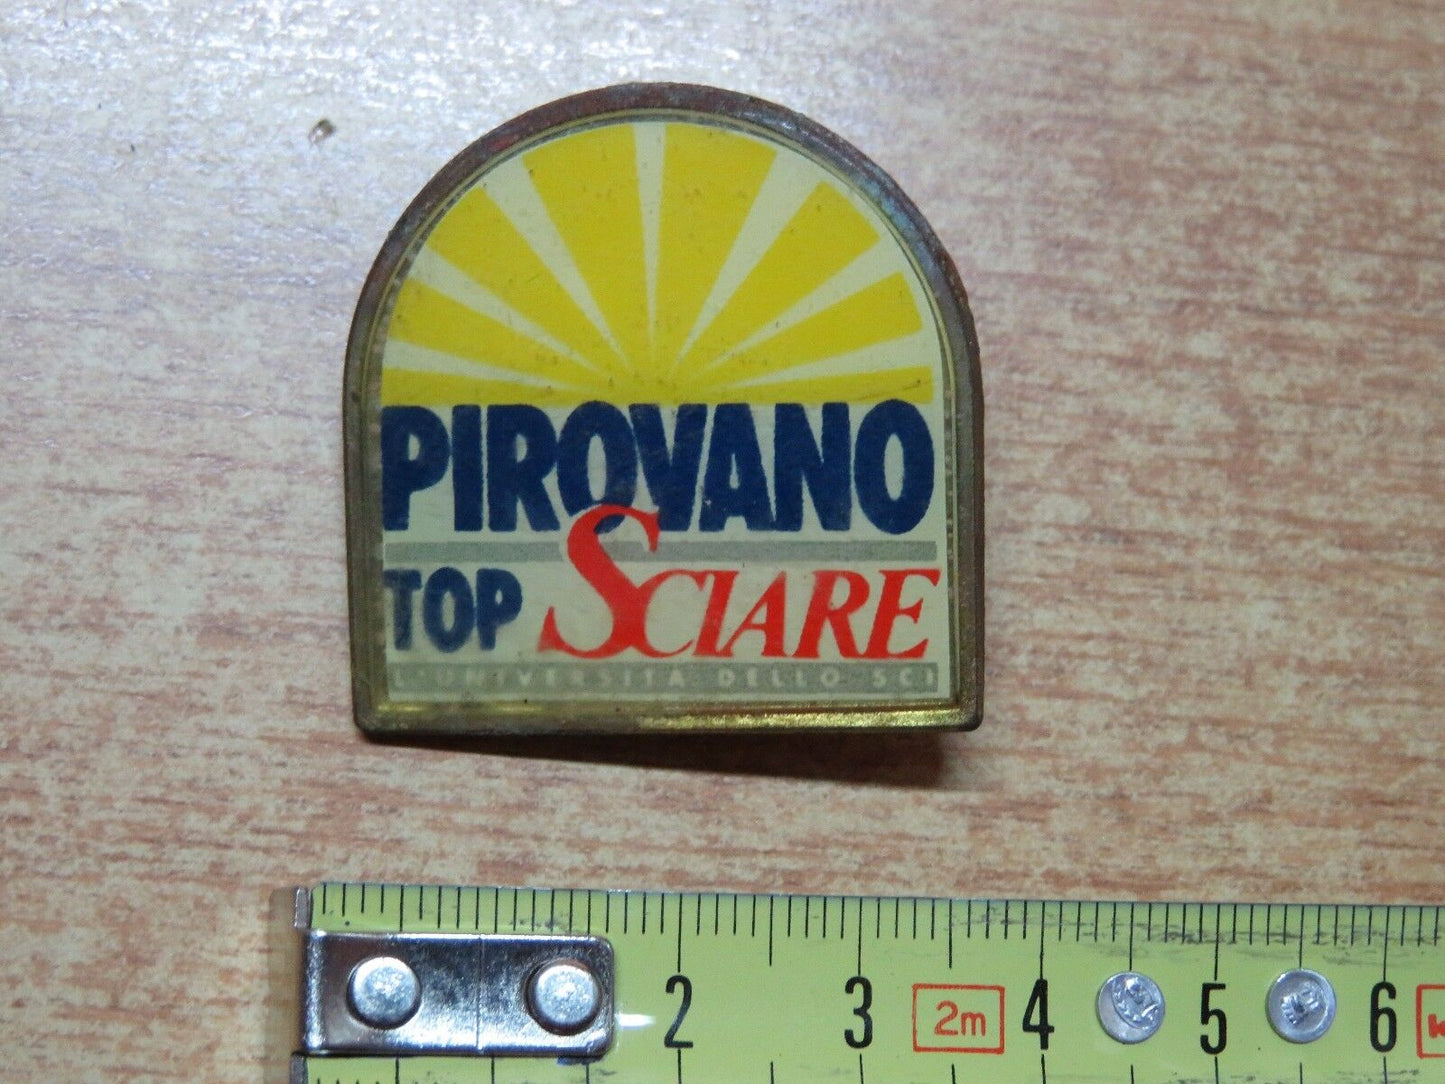 PIROVANO
TOP SCIARE
L'UNIVERSITÀ DELLO SCI
2 3 2m 4 5 6